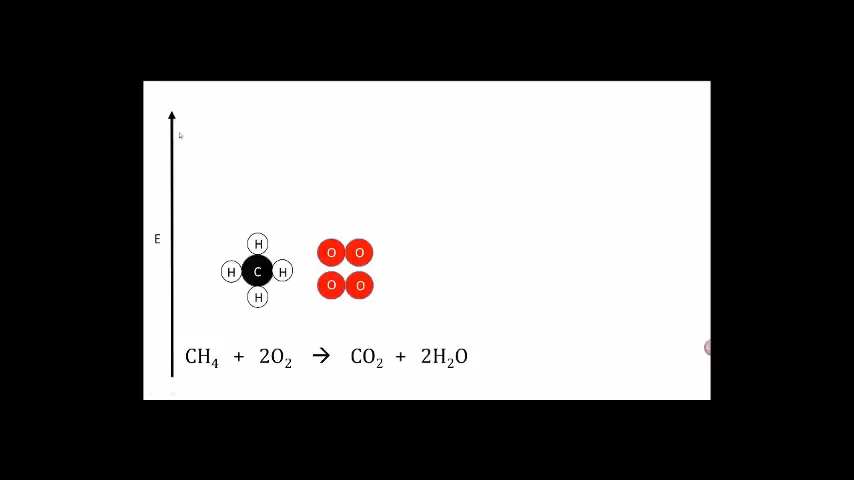 E
H
O O
H C H
O O
H
CH₄ + 2O₂ → CO₂ + 2H₂O